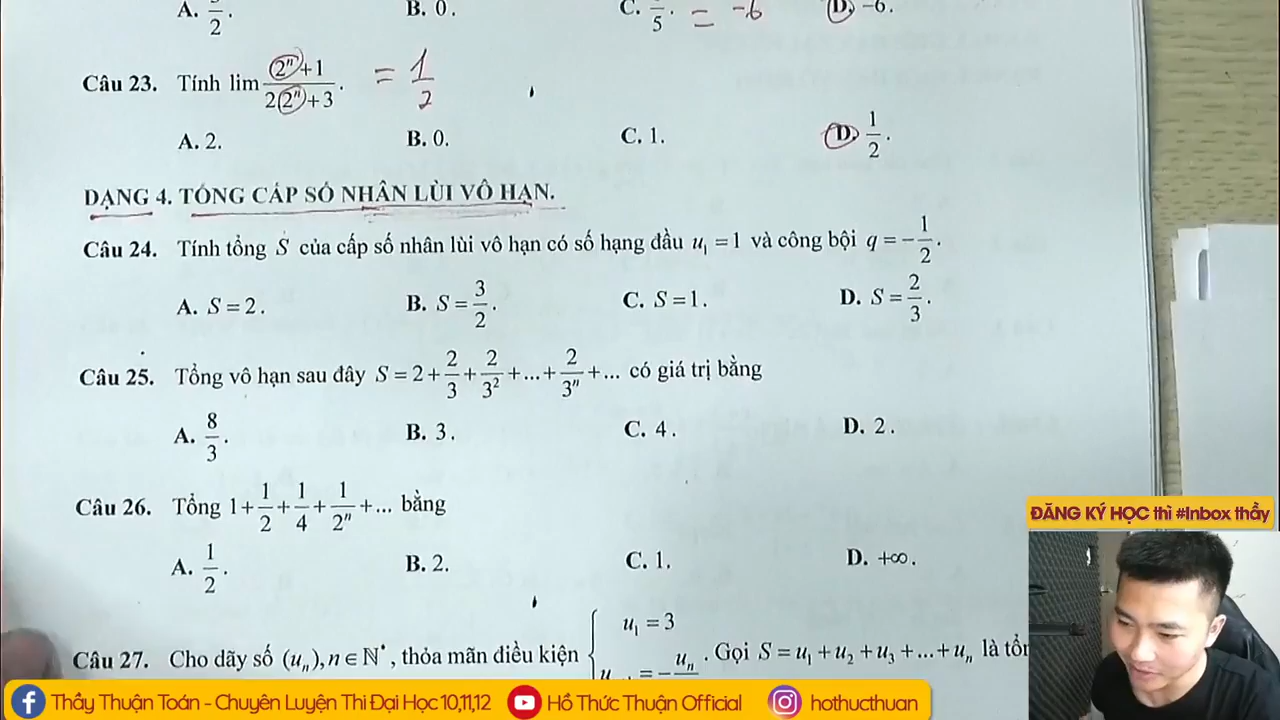 A. 2. B. 0. C. 5. = -6 D. -6.
Câu 23. Tính lim (2ⁿ+1)/(2.2ⁿ+3). = 1/2
A. 2. B. 0. C. 1. D. 1/2.
DẠNG 4. TỔNG CẤP SỐ NHÂN LÙI VÔ HẠN.
Câu 24. Tính tổng S của cấp số nhân lùi vô hạn có số hạng đầu u₁ = 1 và công bội q = -1/2.
A. S = 2. B. S = 3/2. C. S = 1. D. S = 2/3.
Câu 25. Tổng vô hạn sau đây S = 2 + 2/3 + 2/3² + ... + 2/3ⁿ + ... có giá trị bằng
A. 8/3. B. 3. C. 4. D. 2.
Câu 26. Tổng 1 + 1/2 + 1/4 + 1/2ⁿ + ... bằng
A. 1/2. B. 2. C. 1. D. +∞.
ĐĂNG KÝ HỌC thì #Inbox thầy
u₁ = 3
Câu 27. Cho dãy số (uₙ), n ∈ ℕ*, thỏa mãn điều kiện { = -uₙ . Gọi S = u₁ + u₂ + u₃ + ... + uₙ là
Thầy Thuận Toán - Chuyên Luyện Thi Đại Học 10,11,12 Hồ Thức Thuận Official hothucthuan